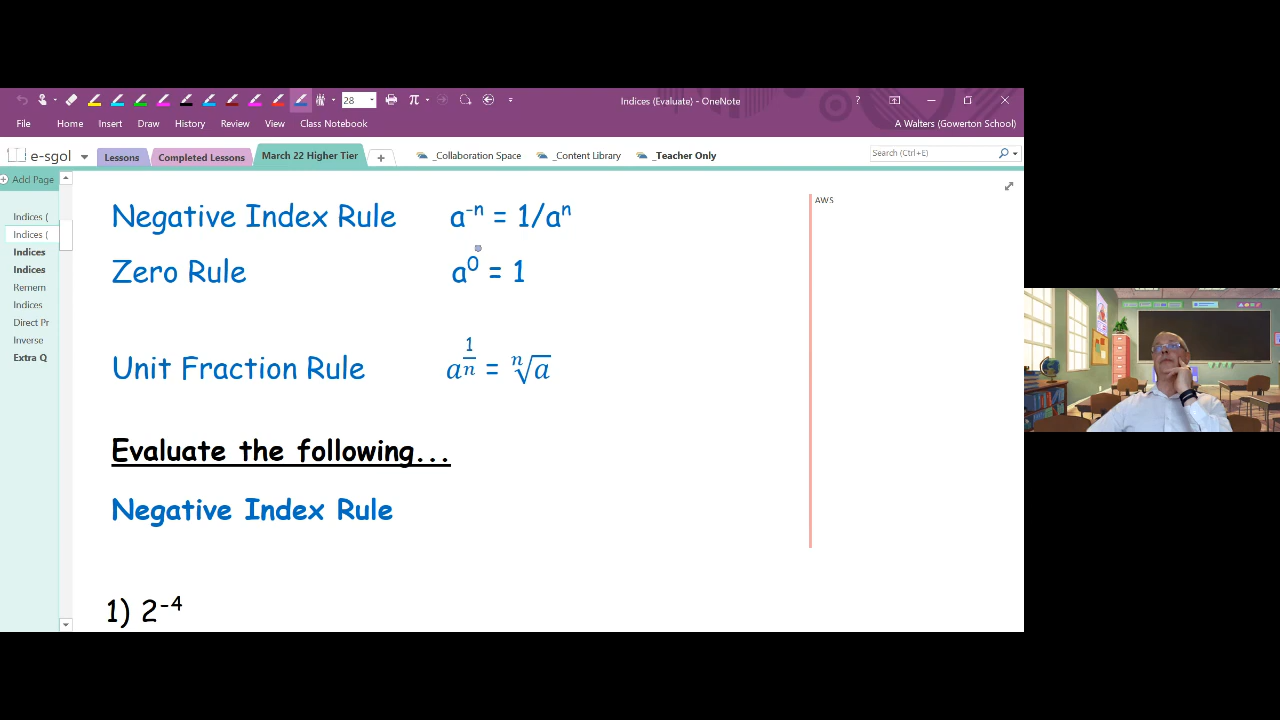 28
Indices (Evaluate) - OneNote
?
File Home Insert Draw History Review View Class Notebook
A Walters (Gowerton School)
e-sgol Lessons Completed Lessons March 22 Higher Tier + _Collaboration Space _Content Library _Teacher Only Search (Ctrl+E)
Add Page
Indices (
Indices (
Indices
Indices
Remem
Indices
Direct Pr
Inverse
Extra Q
AWS
Negative Index Rule a⁻ⁿ = 1/aⁿ
Zero Rule a⁰ = 1
Unit Fraction Rule a^(1/n) = ⁿ√a
Evaluate the following...
Negative Index Rule
1) 2⁻⁴